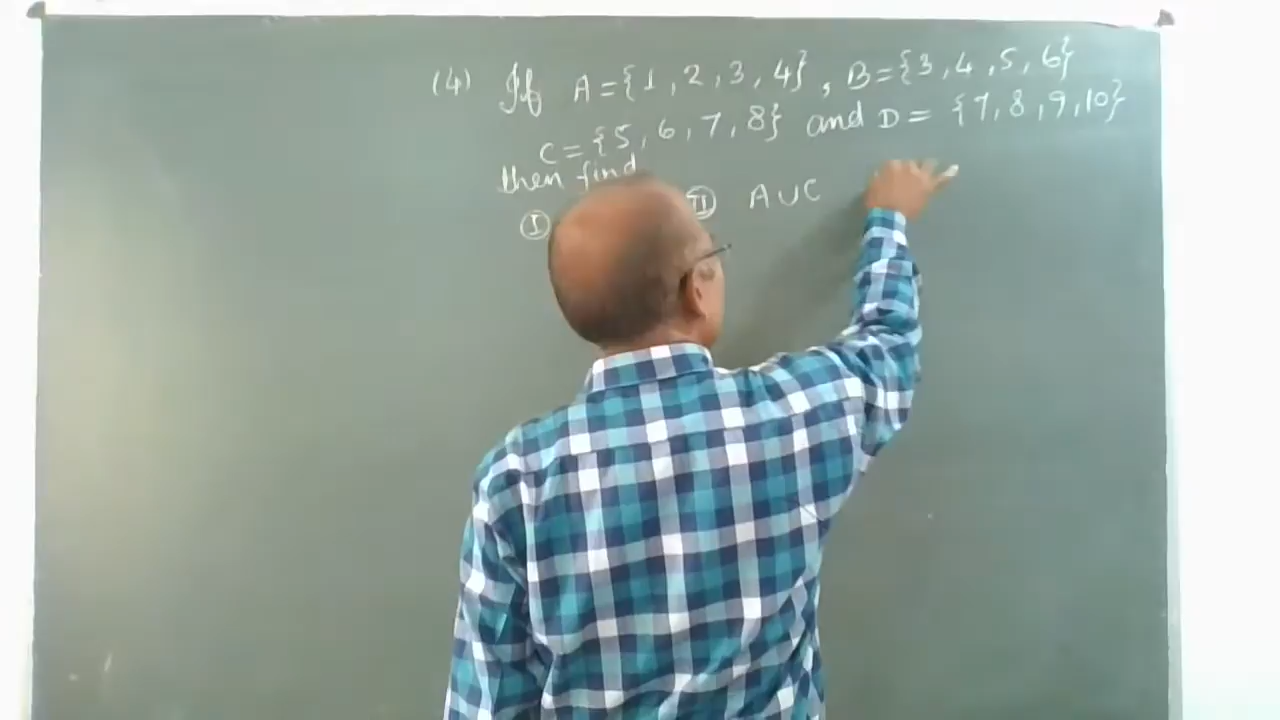 (4) If A={1,2,3,4}, B={3,4,5,6}
C={5,6,7,8} and D={7,8,9,10}
then find
Ⓘ Ⓘⓘ A∪C